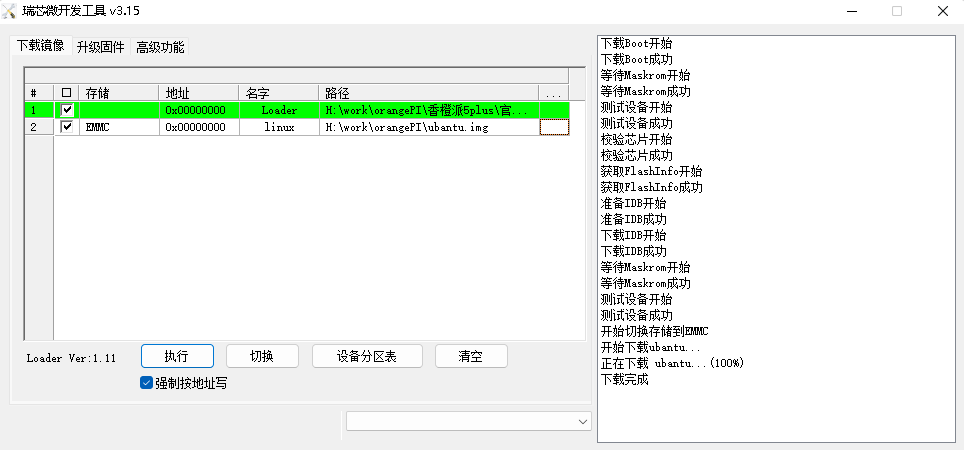 瑞芯微开发工具 v3.15
下载镜像 升级固件 高级功能
# 存储 地址 名字 路径 ...
1 0x00000000 Loader H:\work\orangePI\香橙派5plus\官...
2 EMMC 0x00000000 linux H:\work\orangePI\ubantu.img
Loader Ver:1.11 执行 切换 设备分区表 清空
强制按地址写
下载Boot开始
下载Boot成功
等待Maskrom开始
等待Maskrom成功
测试设备开始
测试设备成功
校验芯片开始
校验芯片成功
获取FlashInfo开始
获取FlashInfo成功
准备IDB开始
准备IDB成功
下载IDB开始
下载IDB成功
等待Maskrom开始
等待Maskrom成功
测试设备开始
测试设备成功
开始切换存储到EMMC
开始下载ubantu...
正在下载 ubantu...(100%)
下载完成